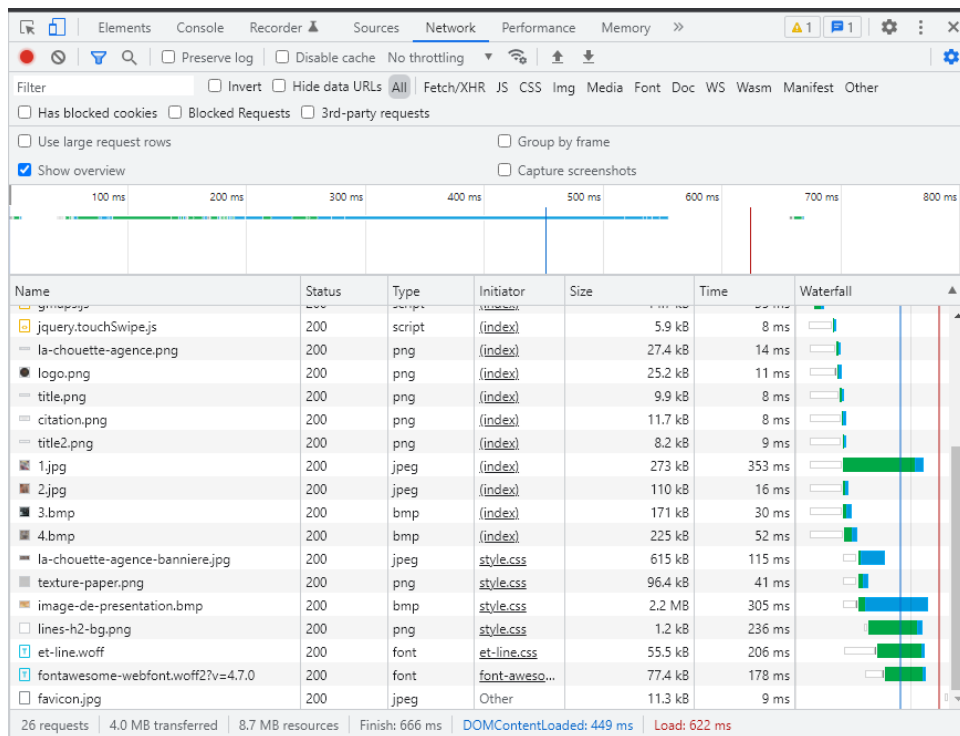 Elements Console Recorder Sources Network Performance Memory » 1 1
Preserve log Disable cache No throttling
Filter Invert Hide data URLs All Fetch/XHR JS CSS Img Media Font Doc WS Wasm Manifest Other
Has blocked cookies Blocked Requests 3rd-party requests
Use large request rows Group by frame
Show overview Capture screenshots
100 ms 200 ms 300 ms 400 ms 500 ms 600 ms 700 ms 800 ms
Name Status Type Initiator Size Time Waterfall
jquery.touchSwipe.js 200 script (index) 5.9 kB 8 ms
la-chouette-agence.png 200 png (index) 27.4 kB 14 ms
logo.png 200 png (index) 25.2 kB 11 ms
title.png 200 png (index) 9.9 kB 8 ms
citation.png 200 png (index) 11.7 kB 8 ms
title2.png 200 png (index) 8.2 kB 9 ms
1.jpg 200 jpeg (index) 273 kB 353 ms
2.jpg 200 jpeg (index) 110 kB 16 ms
3.bmp 200 bmp (index) 171 kB 30 ms
4.bmp 200 bmp (index) 225 kB 52 ms
la-chouette-agence-banniere.jpg 200 jpeg style.css 615 kB 115 ms
texture-paper.png 200 png style.css 96.4 kB 41 ms
image-de-presentation.bmp 200 bmp style.css 2.2 MB 305 ms
lines-h2-bg.png 200 png style.css 1.2 kB 236 ms
et-line.woff 200 font et-line.css 55.5 kB 206 ms
fontawesome-webfont.woff2?v=4.7.0 200 font font-aweso... 77.4 kB 178 ms
favicon.jpg 200 jpeg Other 11.3 kB 9 ms
26 requests 4.0 MB transferred 8.7 MB resources Finish: 666 ms DOMContentLoaded: 449 ms Load: 622 ms